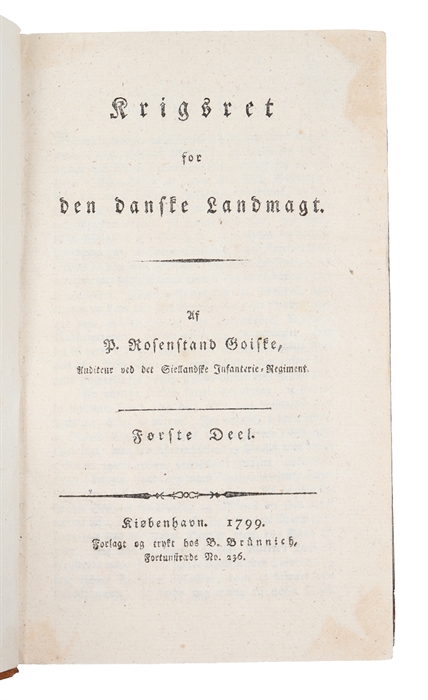 Krigsret
for
den danske Landmagt.
Af
P. Rosenstand Goiske,
Auditeur ved det Siellandske Infanterie-Regiment.
Første Deel.
Kiøbenhavn. 1799.
Forlagt og trykt hos B. Brünnich,
Fortunstræde No. 236.